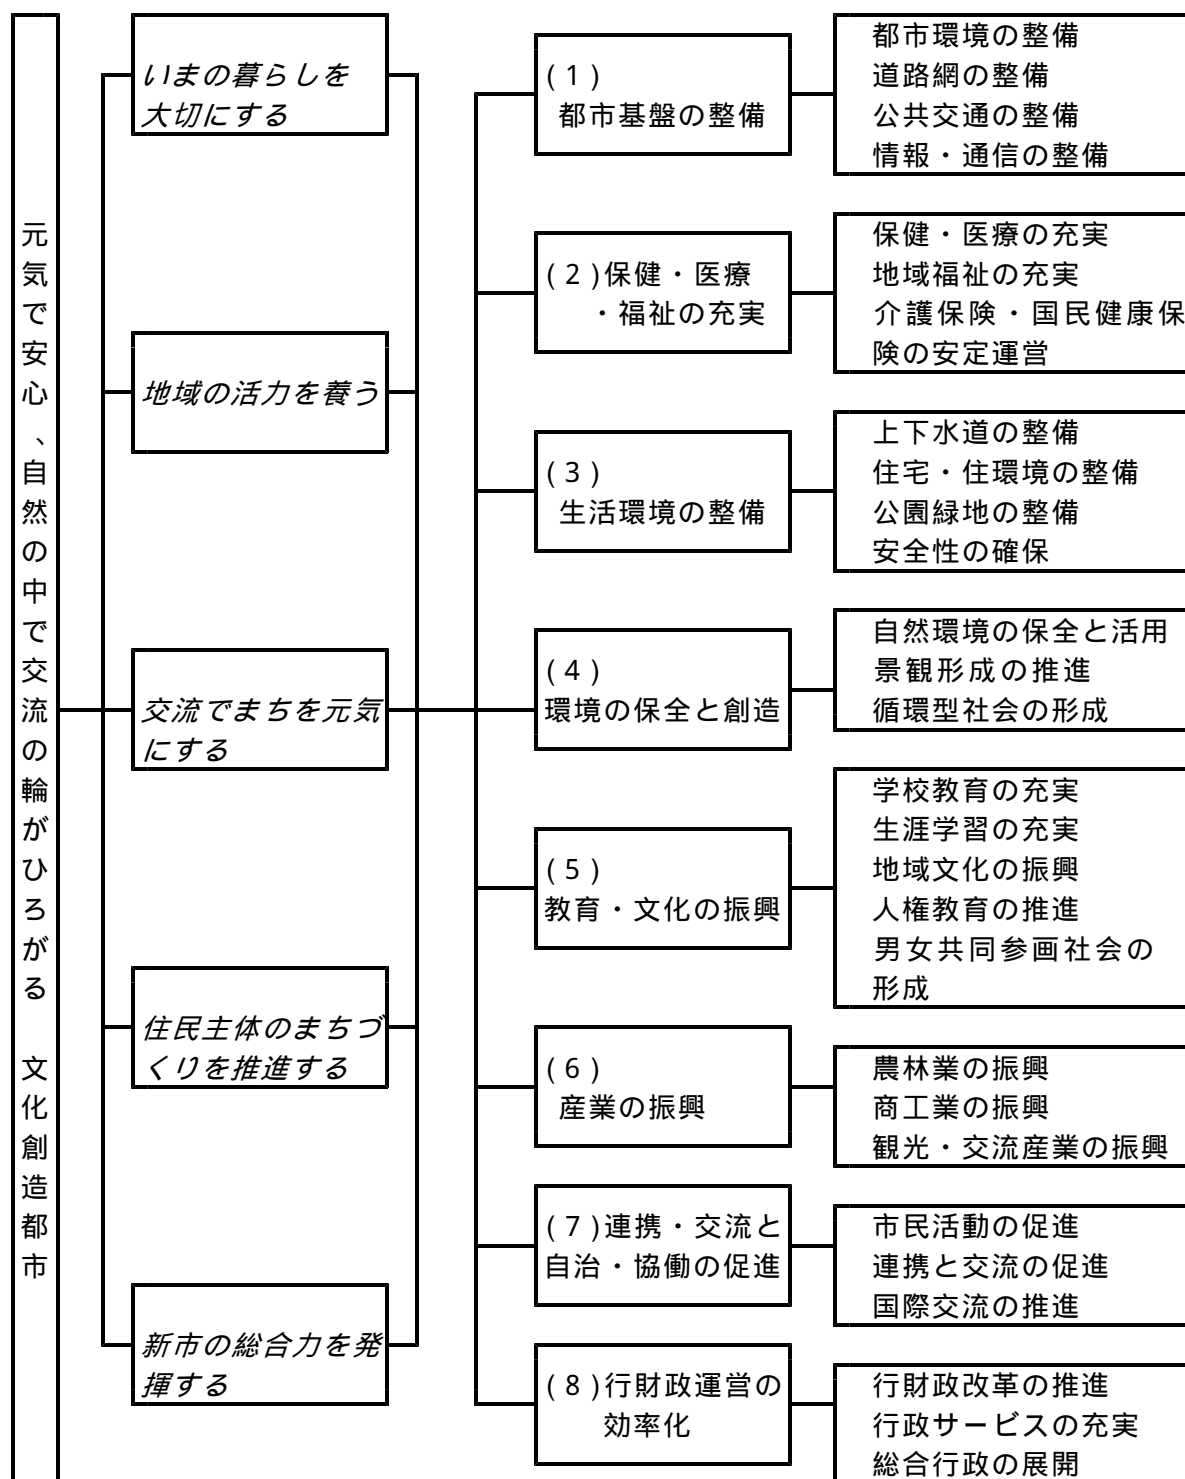 元気で安心、自然の中で交流の輪がひろがる　文化創造都市
いまの暮らしを
大切にする
地域の活力を養う
交流でまちを元気
にする
住民主体のまちづ
くりを推進する
新市の総合力を発
揮する
(1)
都市基盤の整備
都市環境の整備
道路網の整備
公共交通の整備
情報・通信の整備
(2)保健・医療
・福祉の充実
保健・医療の充実
地域福祉の充実
介護保険・国民健康保
険の安定運営
(3)
生活環境の整備
上下水道の整備
住宅・住環境の整備
公園緑地の整備
安全性の確保
(4)
環境の保全と創造
自然環境の保全と活用
景観形成の推進
循環型社会の形成
(5)
教育・文化の振興
学校教育の充実
生涯学習の充実
地域文化の振興
人権教育の推進
男女共同参画社会の
形成
(6)
産業の振興
農林業の振興
商工業の振興
観光・交流産業の振興
(7)連携・交流と
自治・協働の促進
市民活動の促進
連携と交流の促進
国際交流の推進
(8)行財政運営の
効率化
行財政改革の推進
行政サービスの充実
総合行政の展開